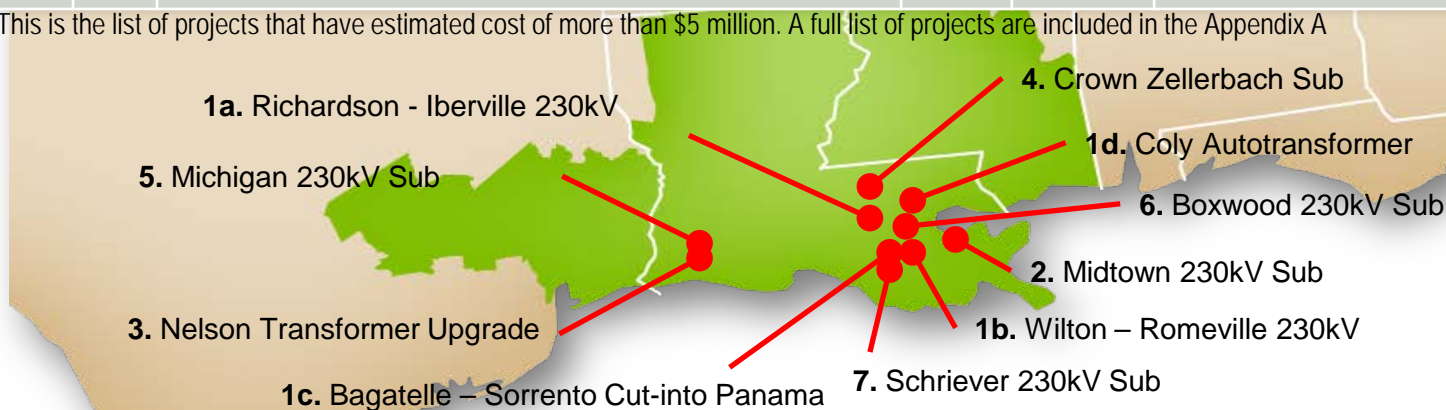 This is the list of projects that have estimated cost of more than $5 million. A full list of projects are included in the Appendix A
4. Crown Zellerbach Sub
1a. Richardson - Iberville 230kV
1d. Coly Autotransformer
5. Michigan 230kV Sub
6. Boxwood 230kV Sub
2. Midtown 230kV Sub
3. Nelson Transformer Upgrade
1b. Wilton – Romeville 230kV
7. Schriever 230kV Sub
1c. Bagatelle – Sorrento Cut-into Panama